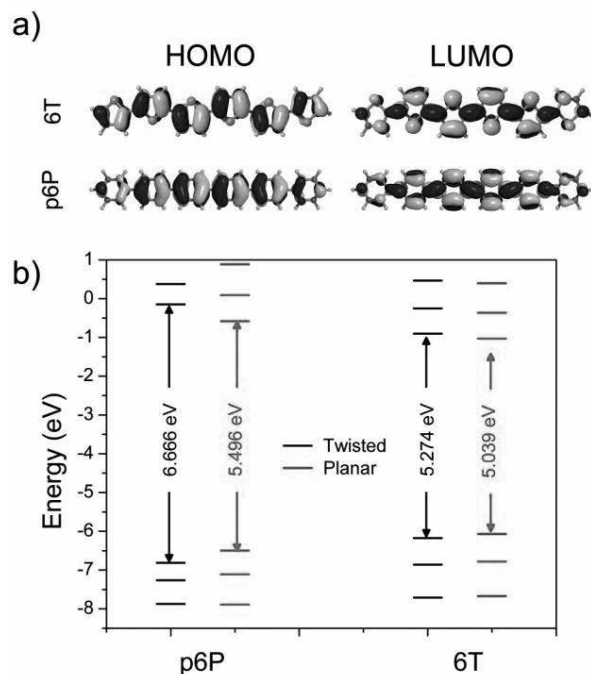 a)
HOMO LUMO
6T
p6P
b)
1
0
-1
-2
-3
-4
-5
-6
-7
-8
Energy (eV)
6.666 eV
5.496 eV
Twisted
Planar
5.274 eV
5.039 eV
p6P 6T